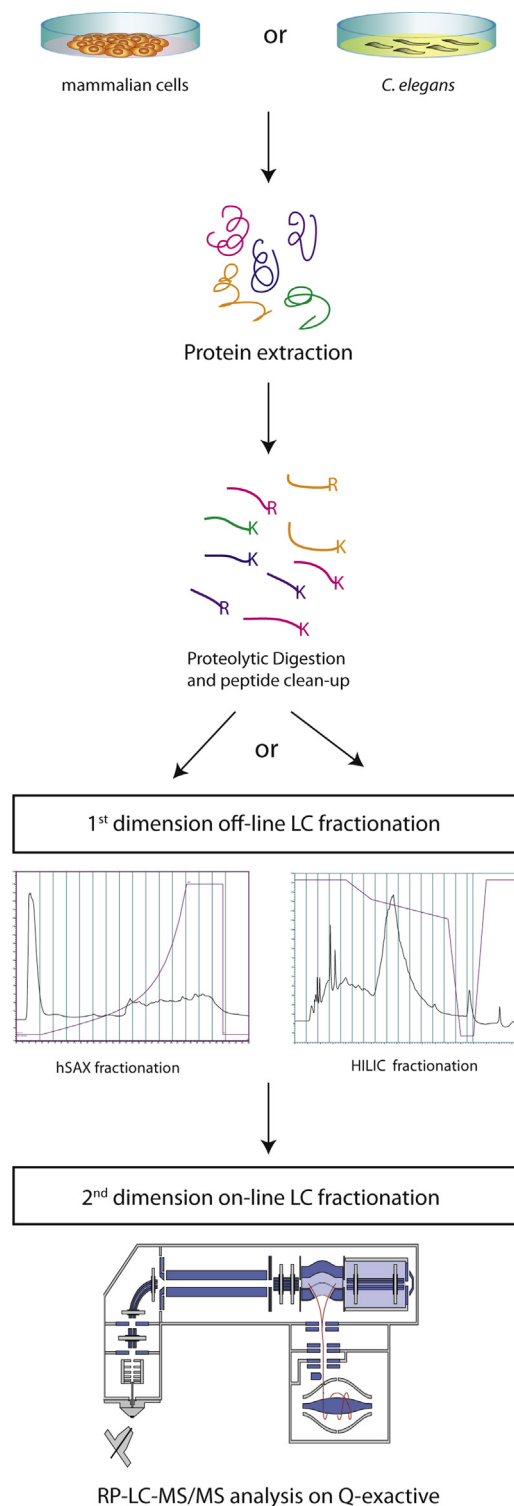 or
mammalian cells
C. elegans
Protein extraction
R
R
K
K
K
K
K
R
K
Proteolytic Digestion
and peptide clean-up
or
1st dimension off-line LC fractionation
hSAX fractionation
HILIC fractionation
2nd dimension on-line LC fractionation
RP-LC-MS/MS analysis on Q-exactive